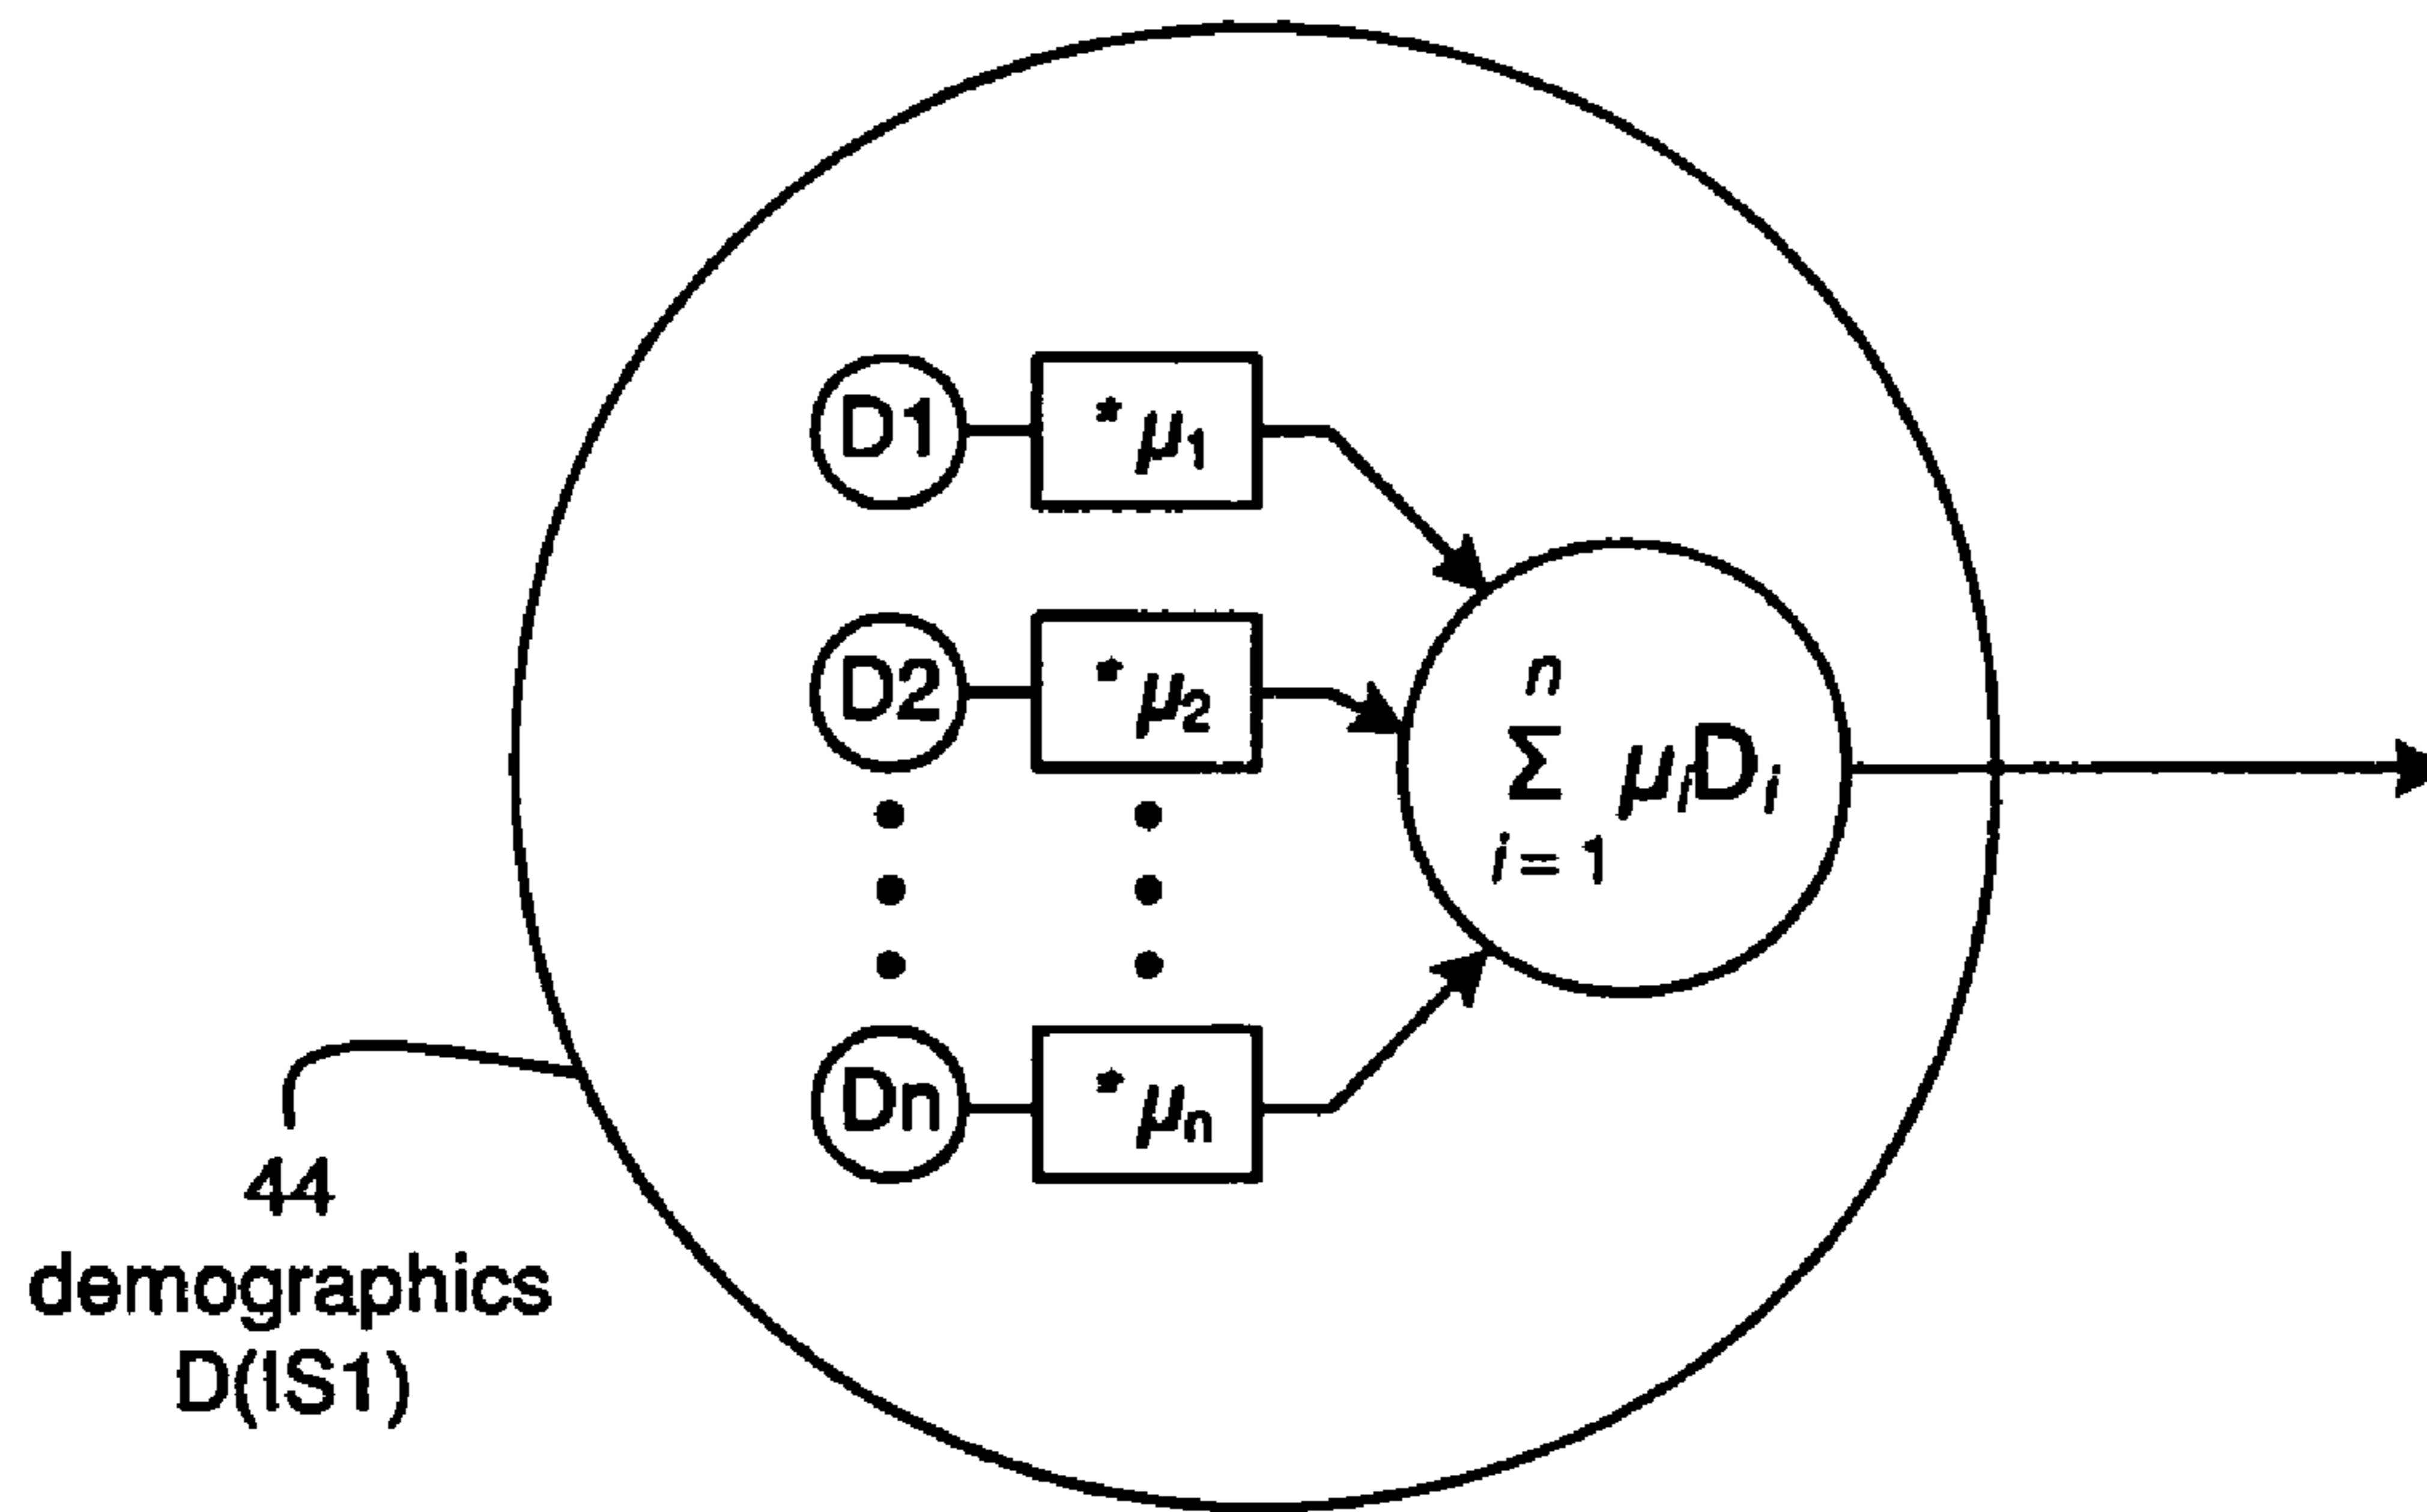 D1
* μ1
D2
* μ2
n
Σ μiDi
i = 1
Dn
* μn
44
demographics
D(IS1)